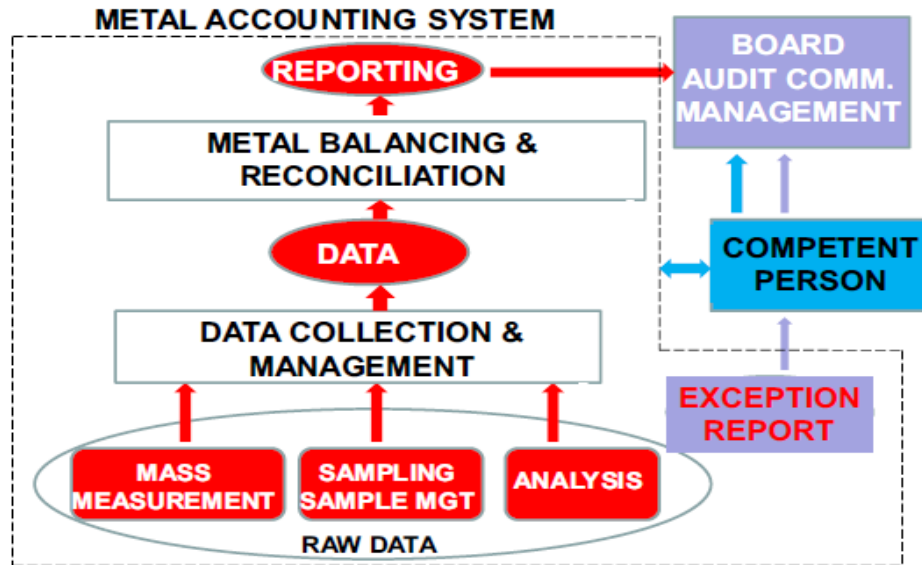 METAL ACCOUNTING SYSTEM
REPORTING
BOARD
AUDIT COMM.
MANAGEMENT
METAL BALANCING &
RECONCILIATION
DATA
COMPETENT
PERSON
DATA COLLECTION &
MANAGEMENT
EXCEPTION
REPORT
MASS
MEASUREMENT
SAMPLING
SAMPLE MGT
ANALYSIS
RAW DATA